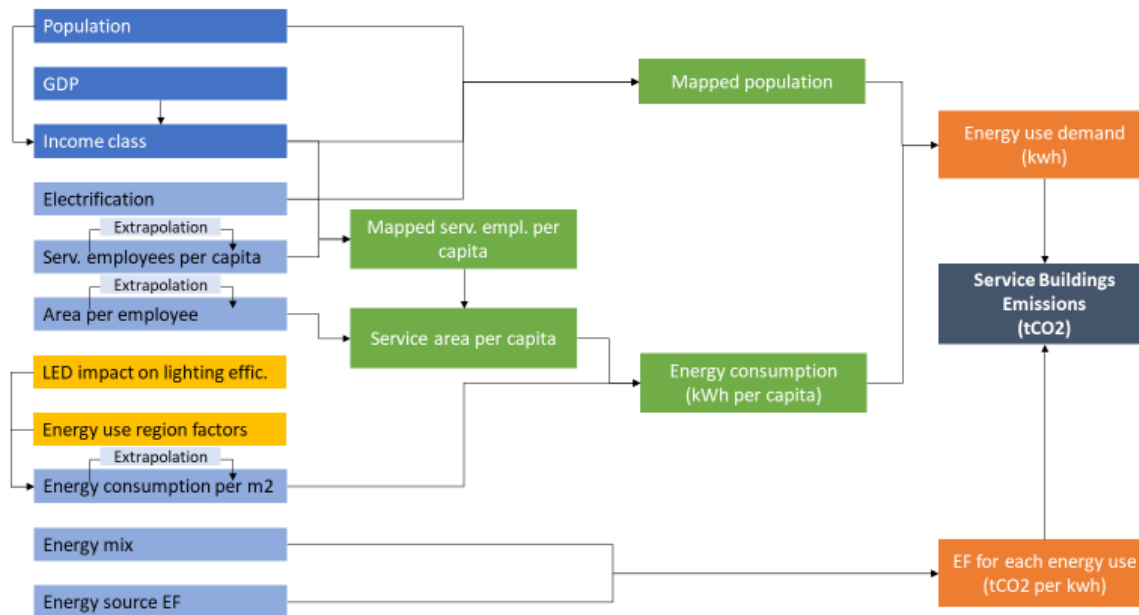 Population
GDP
Income class
Electrification
Extrapolation
Serv. employees per capita
Extrapolation
Area per employee
LED impact on lighting effic.
Energy use region factors
Extrapolation
Energy consumption per m2
Energy mix
Energy source EF
Mapped serv. empl. per
capita
Service area per capita
Mapped population
Energy consumption
(kWh per capita)
Energy use demand
(kwh)
Service Buildings
Emissions
(tCO2)
EF for each energy use
(tCO2 per kwh)